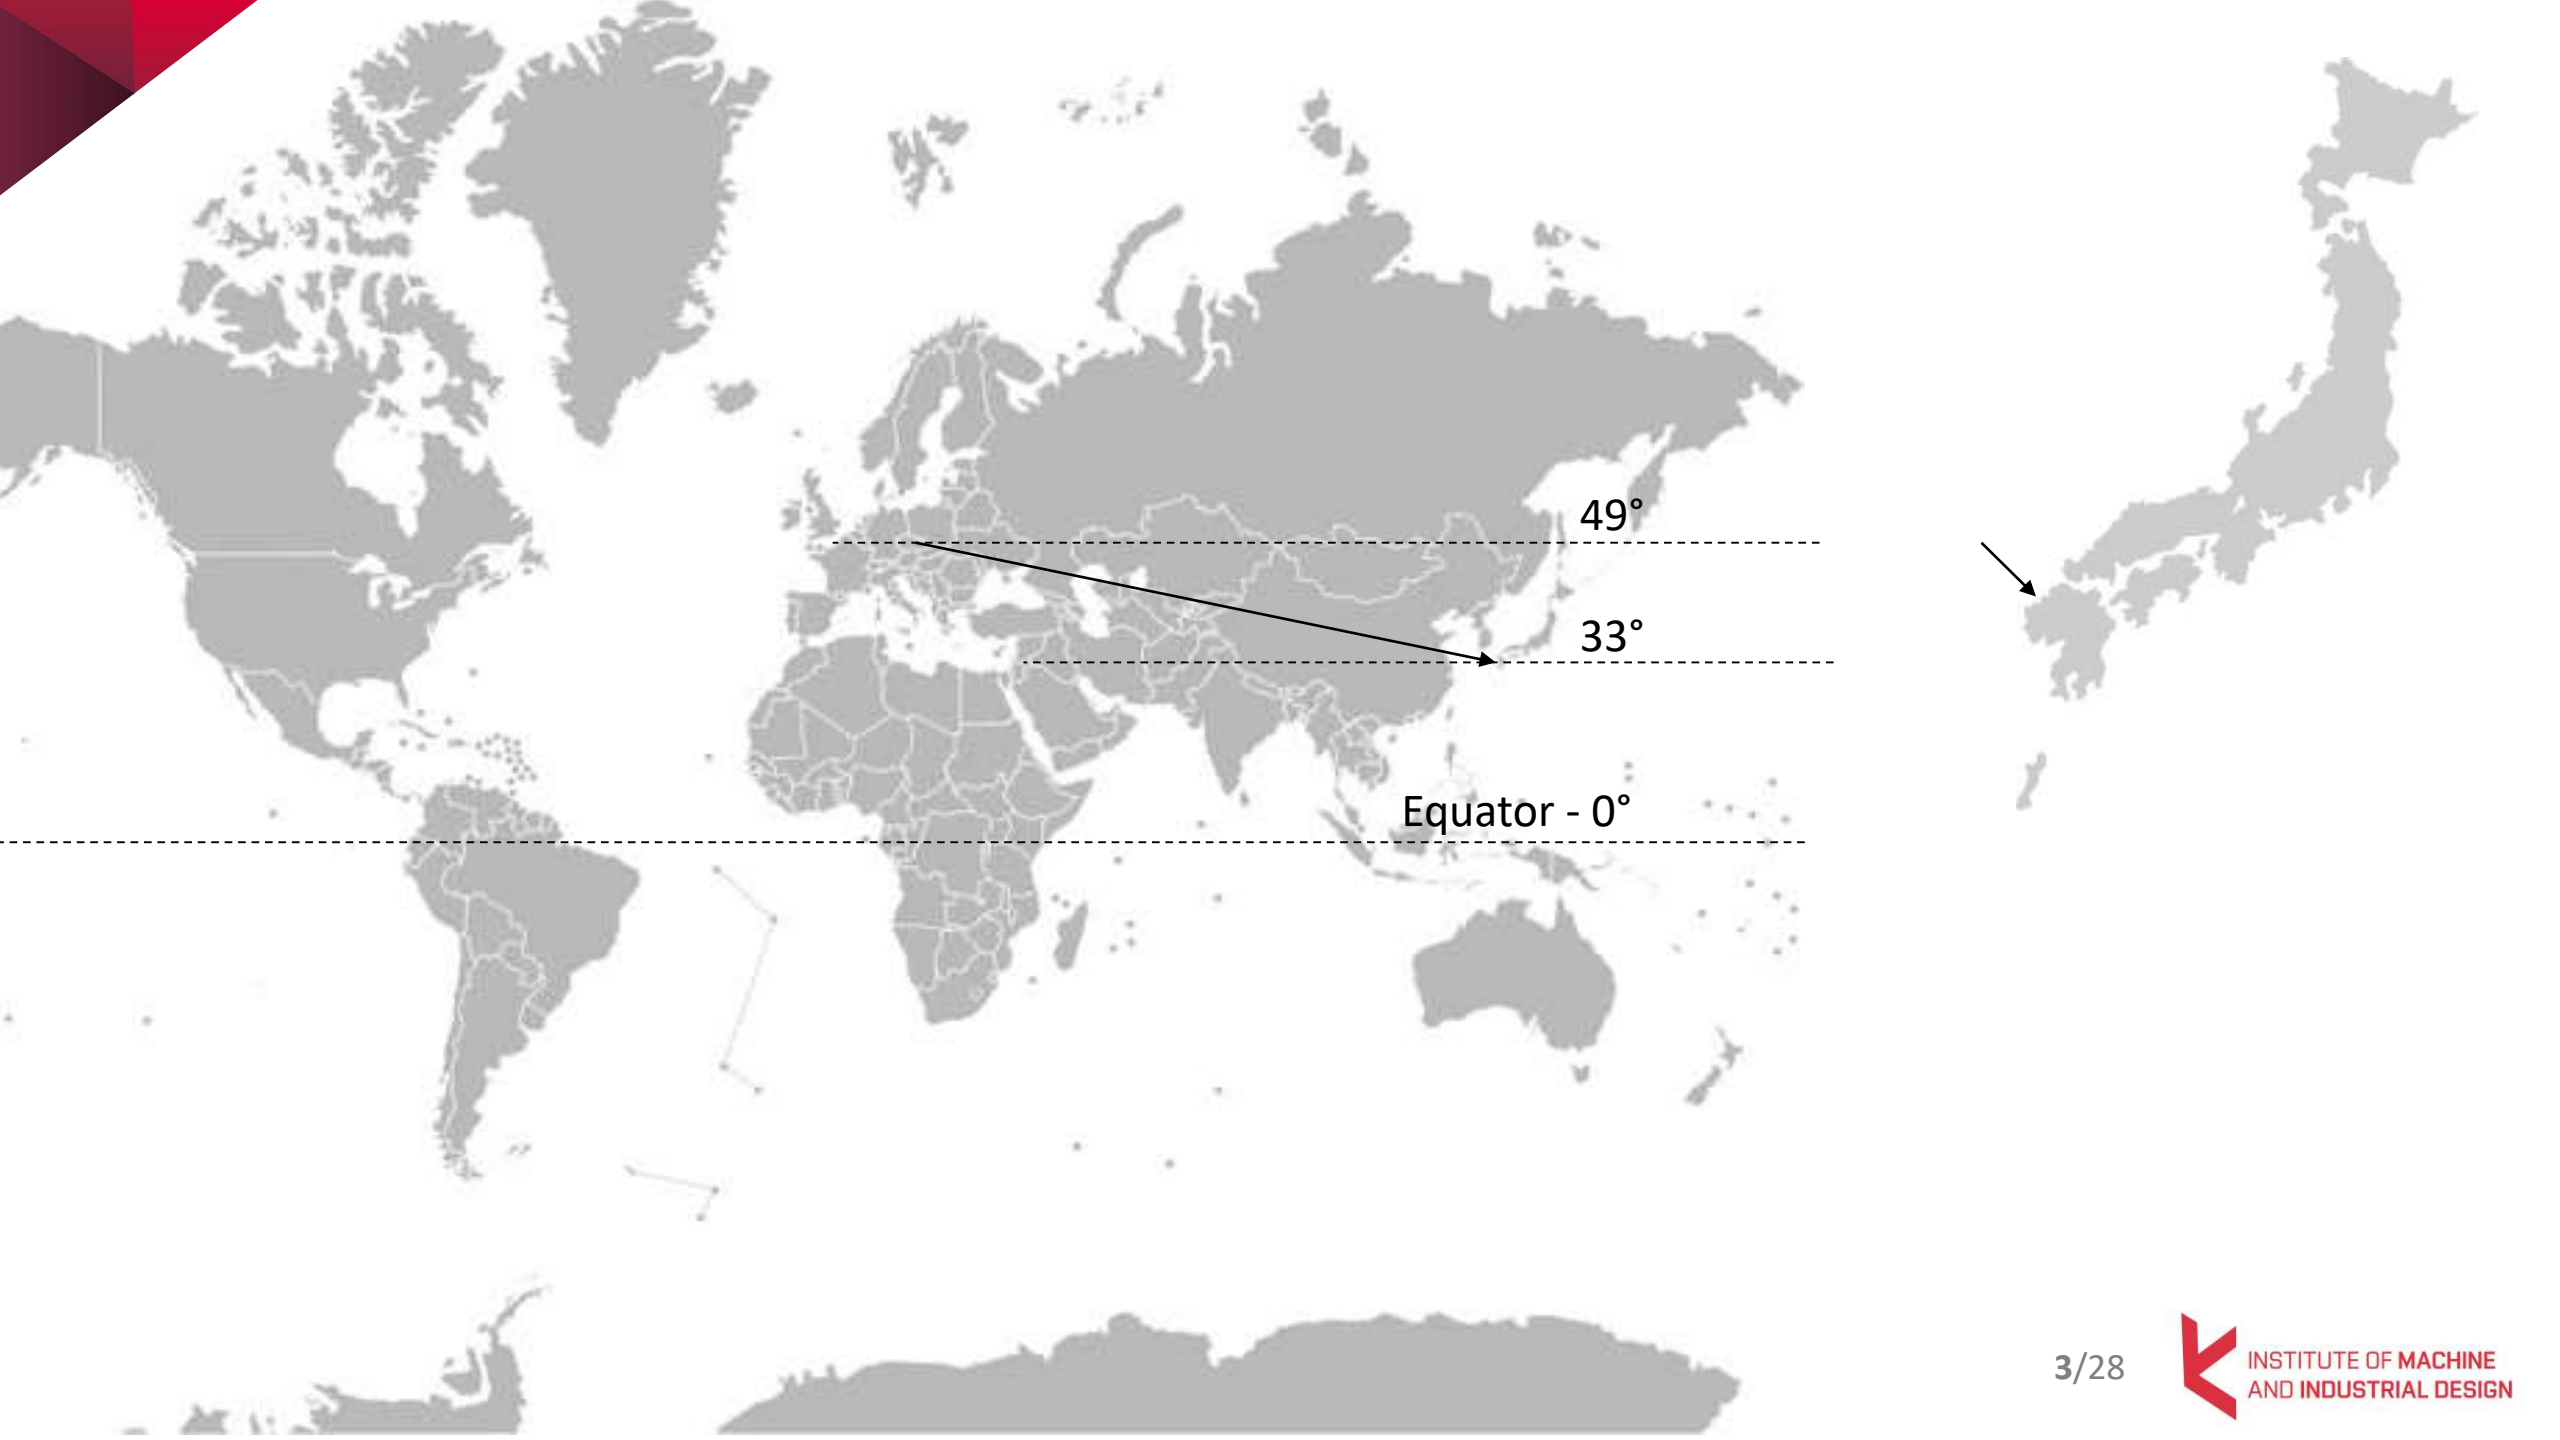 49°
33°
Equator - 0°
3/28
INSTITUTE OF MACHINE
AND INDUSTRIAL DESIGN